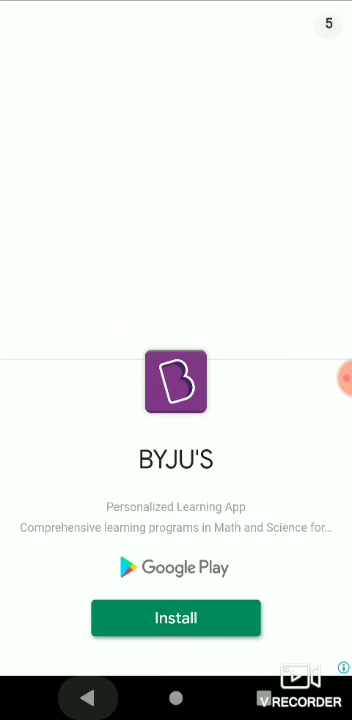 5
BYJU'S
Personalized Learning App
Comprehensive learning programs in Math and Science for...
Google Play
Install
V RECORDER